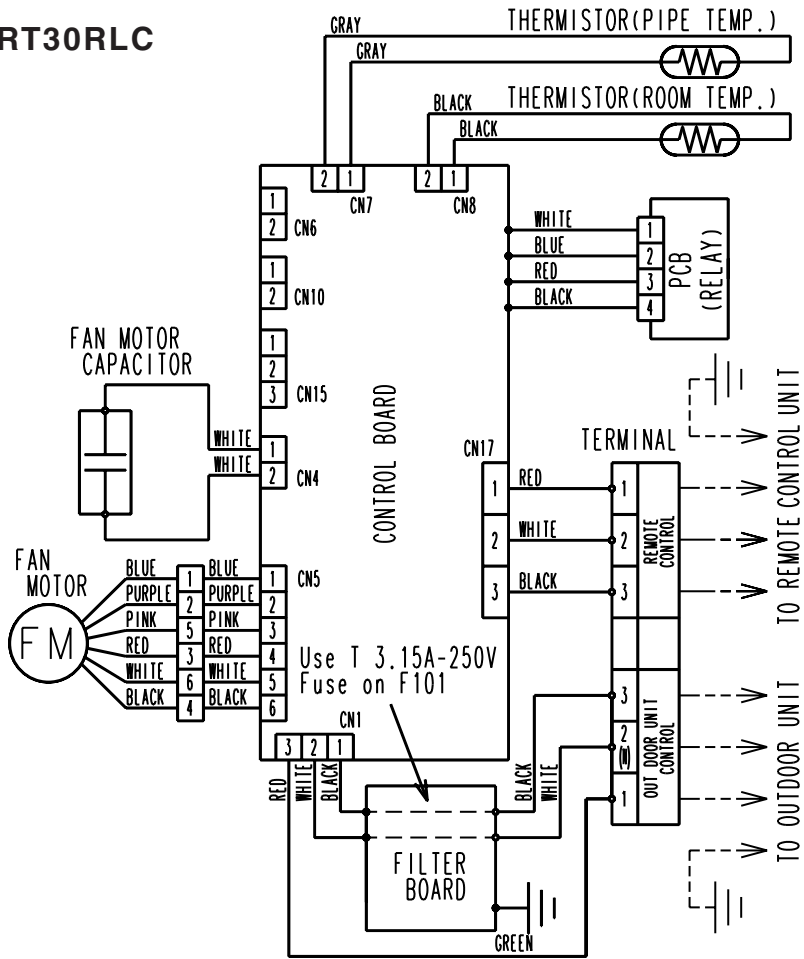 RT30RLC
GRAY
THERMISTOR(PIPE TEMP.)
GRAY
BLACK
THERMISTOR(ROOM TEMP.)
BLACK
2 1
CN7
2 1
CN8
1
2
CN6
1
2
CN10
1
2
3
CN15
WHITE
BLUE
RED
BLACK
1
2
3
4
PCB
(RELAY)
FAN MOTOR
CAPACITOR
WHITE
WHITE
1
2
CN4
CONTROL BOARD
CN17
1
2
3
RED
WHITE
BLACK
TERMINAL
1
2
3
REMOTE
CONTROL
TO REMOTE CONTROL UNIT
FAN
MOTOR
FM
BLUE 1 BLUE 1
PURPLE 2 PURPLE 2
PINK 5 PINK 3
RED 3 RED 4
WHITE 6 WHITE 5
BLACK 4 BLACK 6
CN5
Use T 3.15A-250V
Fuse on F101
CN1
3 2 1
RED
WHITE
BLACK
BLACK
WHITE
3
2
(N)
1
OUT DOOR UNIT
CONTROL
TO OUTDOOR UNIT
FILTER
BOARD
GREEN